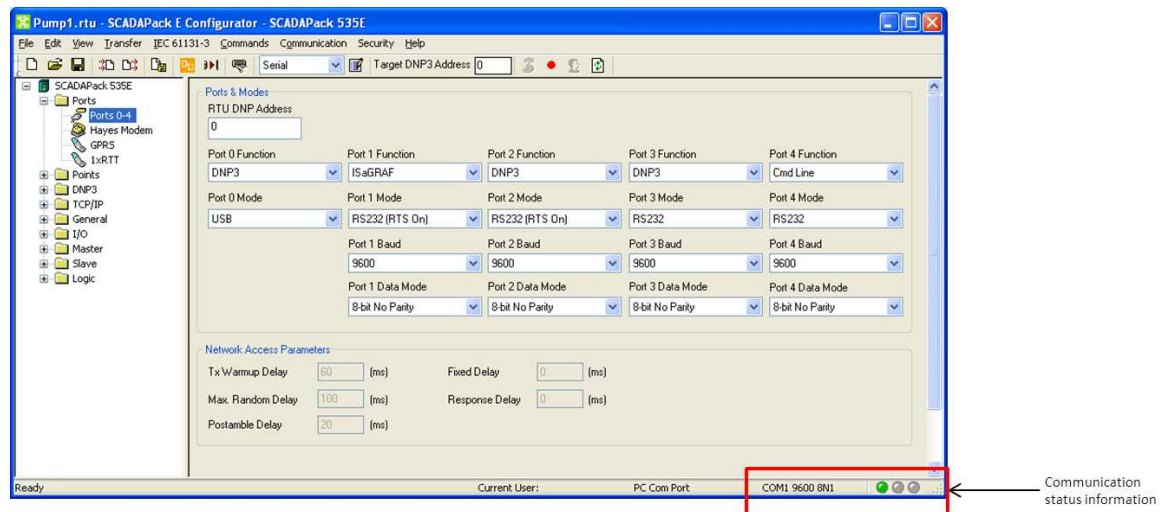 Pump1.rtu - SCADAPack E Configurator - SCADAPack 535E
File Edit View Transfer IEC 61131-3 Commands Communication Security Help
Serial Target DNP3 Address 0
SCADAPack 535E
Ports
Ports 0-4
Hayes Modem
GPRS
1xRTT
Points
DNP3
TCP/IP
General
I/O
Master
Slave
Logic
Ports & Modes
RTU DNP Address
0
Port 0 Function Port 1 Function Port 2 Function Port 3 Function Port 4 Function
DNP3 ISaGRAF DNP3 DNP3 Cmd Line
Port 0 Mode Port 1 Mode Port 2 Mode Port 3 Mode Port 4 Mode
USB RS232 (RTS On) RS232 (RTS On) RS232 RS232
Port 1 Baud Port 2 Baud Port 3 Baud Port 4 Baud
9600 9600 9600 9600
Port 1 Data Mode Port 2 Data Mode Port 3 Data Mode Port 4 Data Mode
8-bit No Parity 8-bit No Parity 8-bit No Parity 8-bit No Parity
Network Access Parameters
Tx Warmup Delay 60 (ms) Fixed Delay 0 (ms)
Max. Random Delay 100 (ms) Response Delay 0 (ms)
Postamble Delay 20 (ms)
Ready Current User: PC Com Port COM1 9600 8N1
Communication
status information